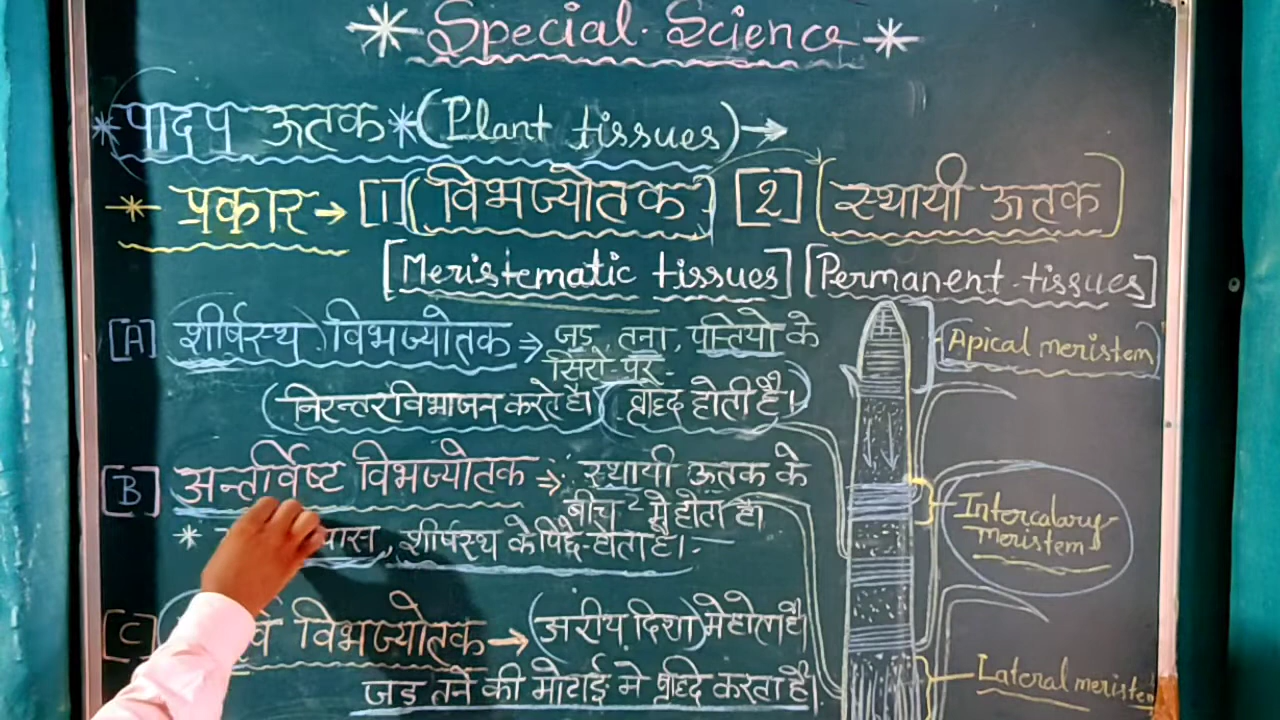 * Special Science *
* पादप ऊतक * (Plant tissues) →
* प्रकार → [1] (विभज्योतक) [2] (स्थायी ऊतक)
[Meristematic tissues] [Permanent tissues]
[A] शीर्षस्थ विभज्योतक ⇒ जड़, तना, पत्तियो के
सिरो पर
(निरन्तर विभाजन करते है।) (वृद्धि होती है।)
Apical meristem
[B] अन्तर्विष्ट विभज्योतक ⇒ स्थायी ऊतक के
बीच में होता है।
* पास, शीर्षस्थ के पिछे होता है।
Intercalary
meristem
[C] विभज्योतक → (अरीय दिशा) मे होता है।
जड़ तने की मोटाई मे वृद्धि करता है।
Lateral meristem